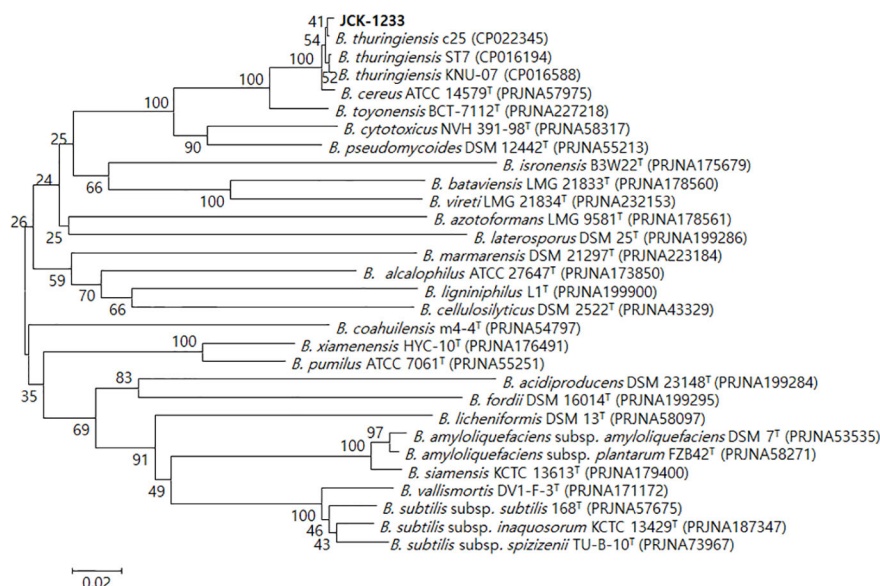 41 JCK-1233
54 B. thuringiensis c25 (CP022345)
B. thuringiensis ST7 (CP016194)
100 52 B. thuringiensis KNU-07 (CP016588)
100 B. cereus ATCC 14579ᵀ (PRJNA57975)
100 B. toyonensis BCT-7112ᵀ (PRJNA227218)
B. cytotoxicus NVH 391-98ᵀ (PRJNA58317)
25 90 B. pseudomycoides DSM 12442ᵀ (PRJNA55213)
B. isronensis B3W22ᵀ (PRJNA175679)
24 66 B. bataviensis LMG 21833ᵀ (PRJNA178560)
100 B. vireti LMG 21834ᵀ (PRJNA232153)
26 B. azotoformans LMG 9581ᵀ (PRJNA178561)
25 B. laterosporus DSM 25ᵀ (PRJNA199286)
B. marmarensis DSM 21297ᵀ (PRJNA223184)
59 B. alcalophilus ATCC 27647ᵀ (PRJNA173850)
70 B. ligniniphilus L1ᵀ (PRJNA199900)
66 B. cellulosilyticus DSM 2522ᵀ (PRJNA43329)
B. coahuilensis m4-4ᵀ (PRJNA54797)
100 B. xiamenensis HYC-10ᵀ (PRJNA176491)
B. pumilus ATCC 7061ᵀ (PRJNA55251)
35 83 B. acidiproducens DSM 23148ᵀ (PRJNA199284)
B. fordii DSM 16014ᵀ (PRJNA199295)
69 B. licheniformis DSM 13ᵀ (PRJNA58097)
97 B. amyloliquefaciens subsp. amyloliquefaciens DSM 7ᵀ (PRJNA53535)
91 100 B. amyloliquefaciens subsp. plantarum FZB42ᵀ (PRJNA58271)
B. siamensis KCTC 13613ᵀ (PRJNA179400)
49 B. vallismortis DV1-F-3ᵀ (PRJNA171172)
100 B. subtilis subsp. subtilis 168ᵀ (PRJNA57675)
46 B. subtilis subsp. inaquosorum KCTC 13429ᵀ (PRJNA187347)
43 B. subtilis subsp. spizizenii TU-B-10ᵀ (PRJNA73967)
0.02